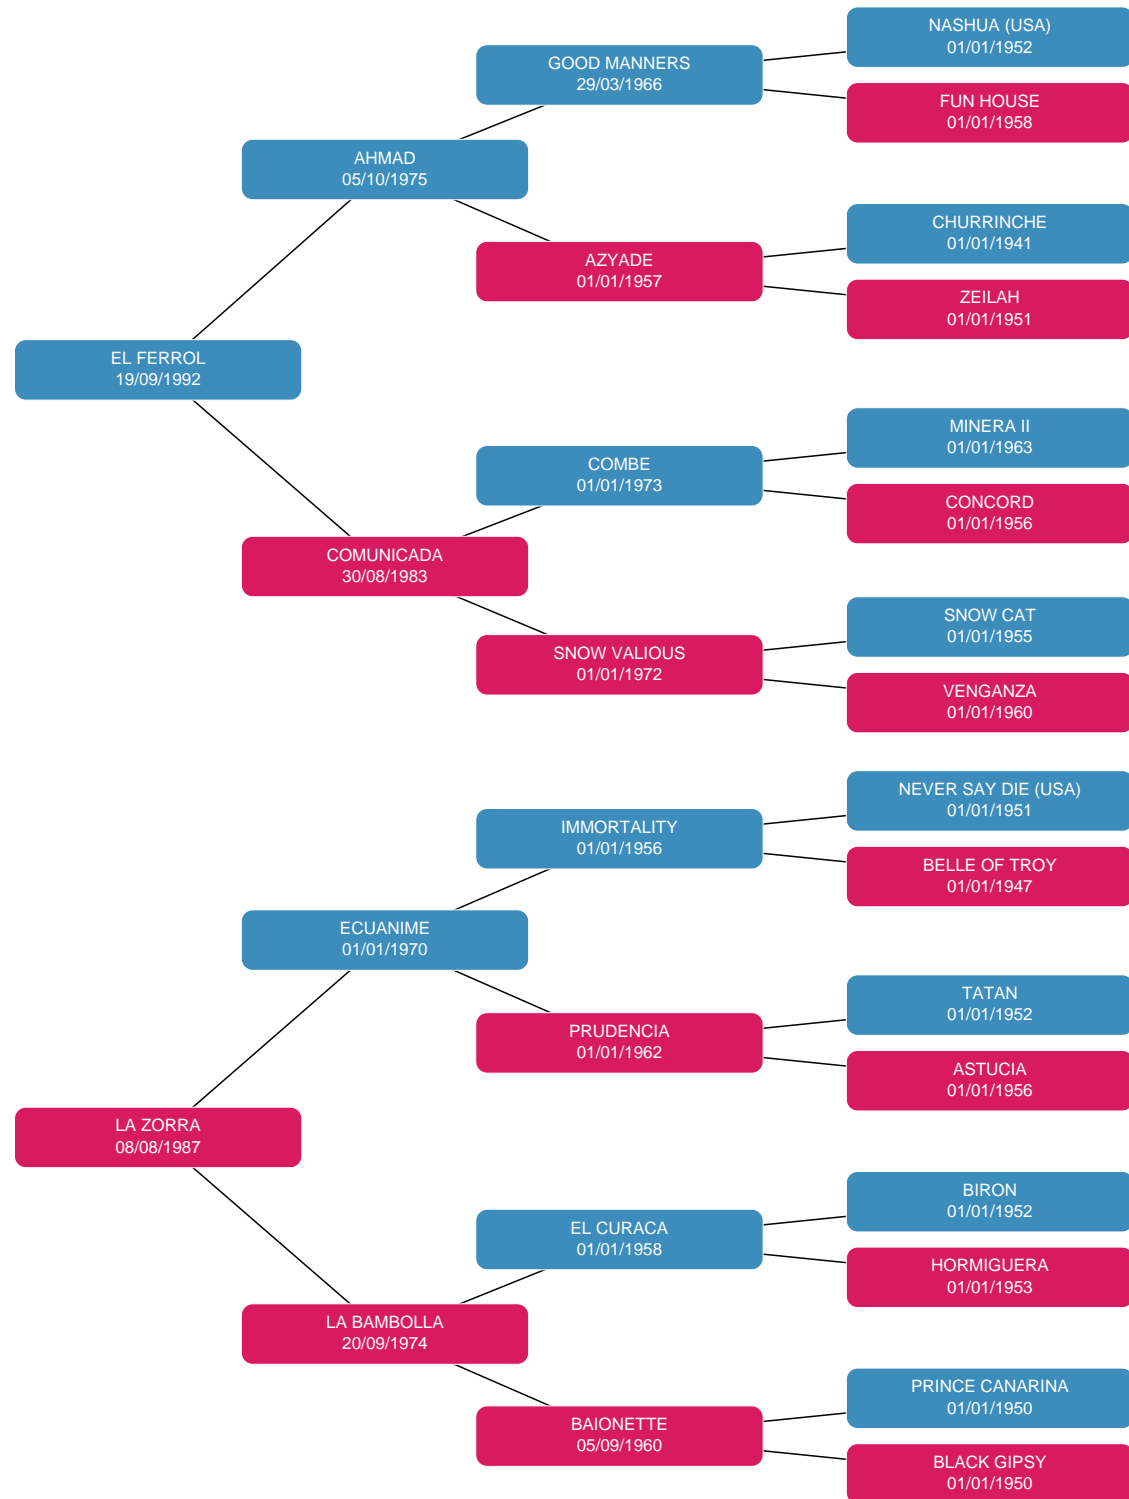 NASHUA (USA)
01/01/1952
GOOD MANNERS
29/03/1966
FUN HOUSE
01/01/1958
AHMAD
05/10/1975
CHURRINCHE
01/01/1941
AZYADE
01/01/1957
ZEILAH
01/01/1951
EL FERROL
19/09/1992
MINERA II
01/01/1963
COMBE
01/01/1973
CONCORD
01/01/1956
COMUNICADA
30/08/1983
SNOW CAT
01/01/1955
SNOW VALIOUS
01/01/1972
VENGANZA
01/01/1960
NEVER SAY DIE (USA)
01/01/1951
IMMORTALITY
01/01/1956
BELLE OF TROY
01/01/1947
ECUANIME
01/01/1970
TATAN
01/01/1952
PRUDENCIA
01/01/1962
ASTUCIA
01/01/1956
LA ZORRA
08/08/1987
BIRON
01/01/1952
EL CURACA
01/01/1958
HORMIGUERA
01/01/1953
LA BAMBOLLA
20/09/1974
PRINCE CANARINA
01/01/1950
BAIONETTE
05/09/1960
BLACK GIPSY
01/01/1950